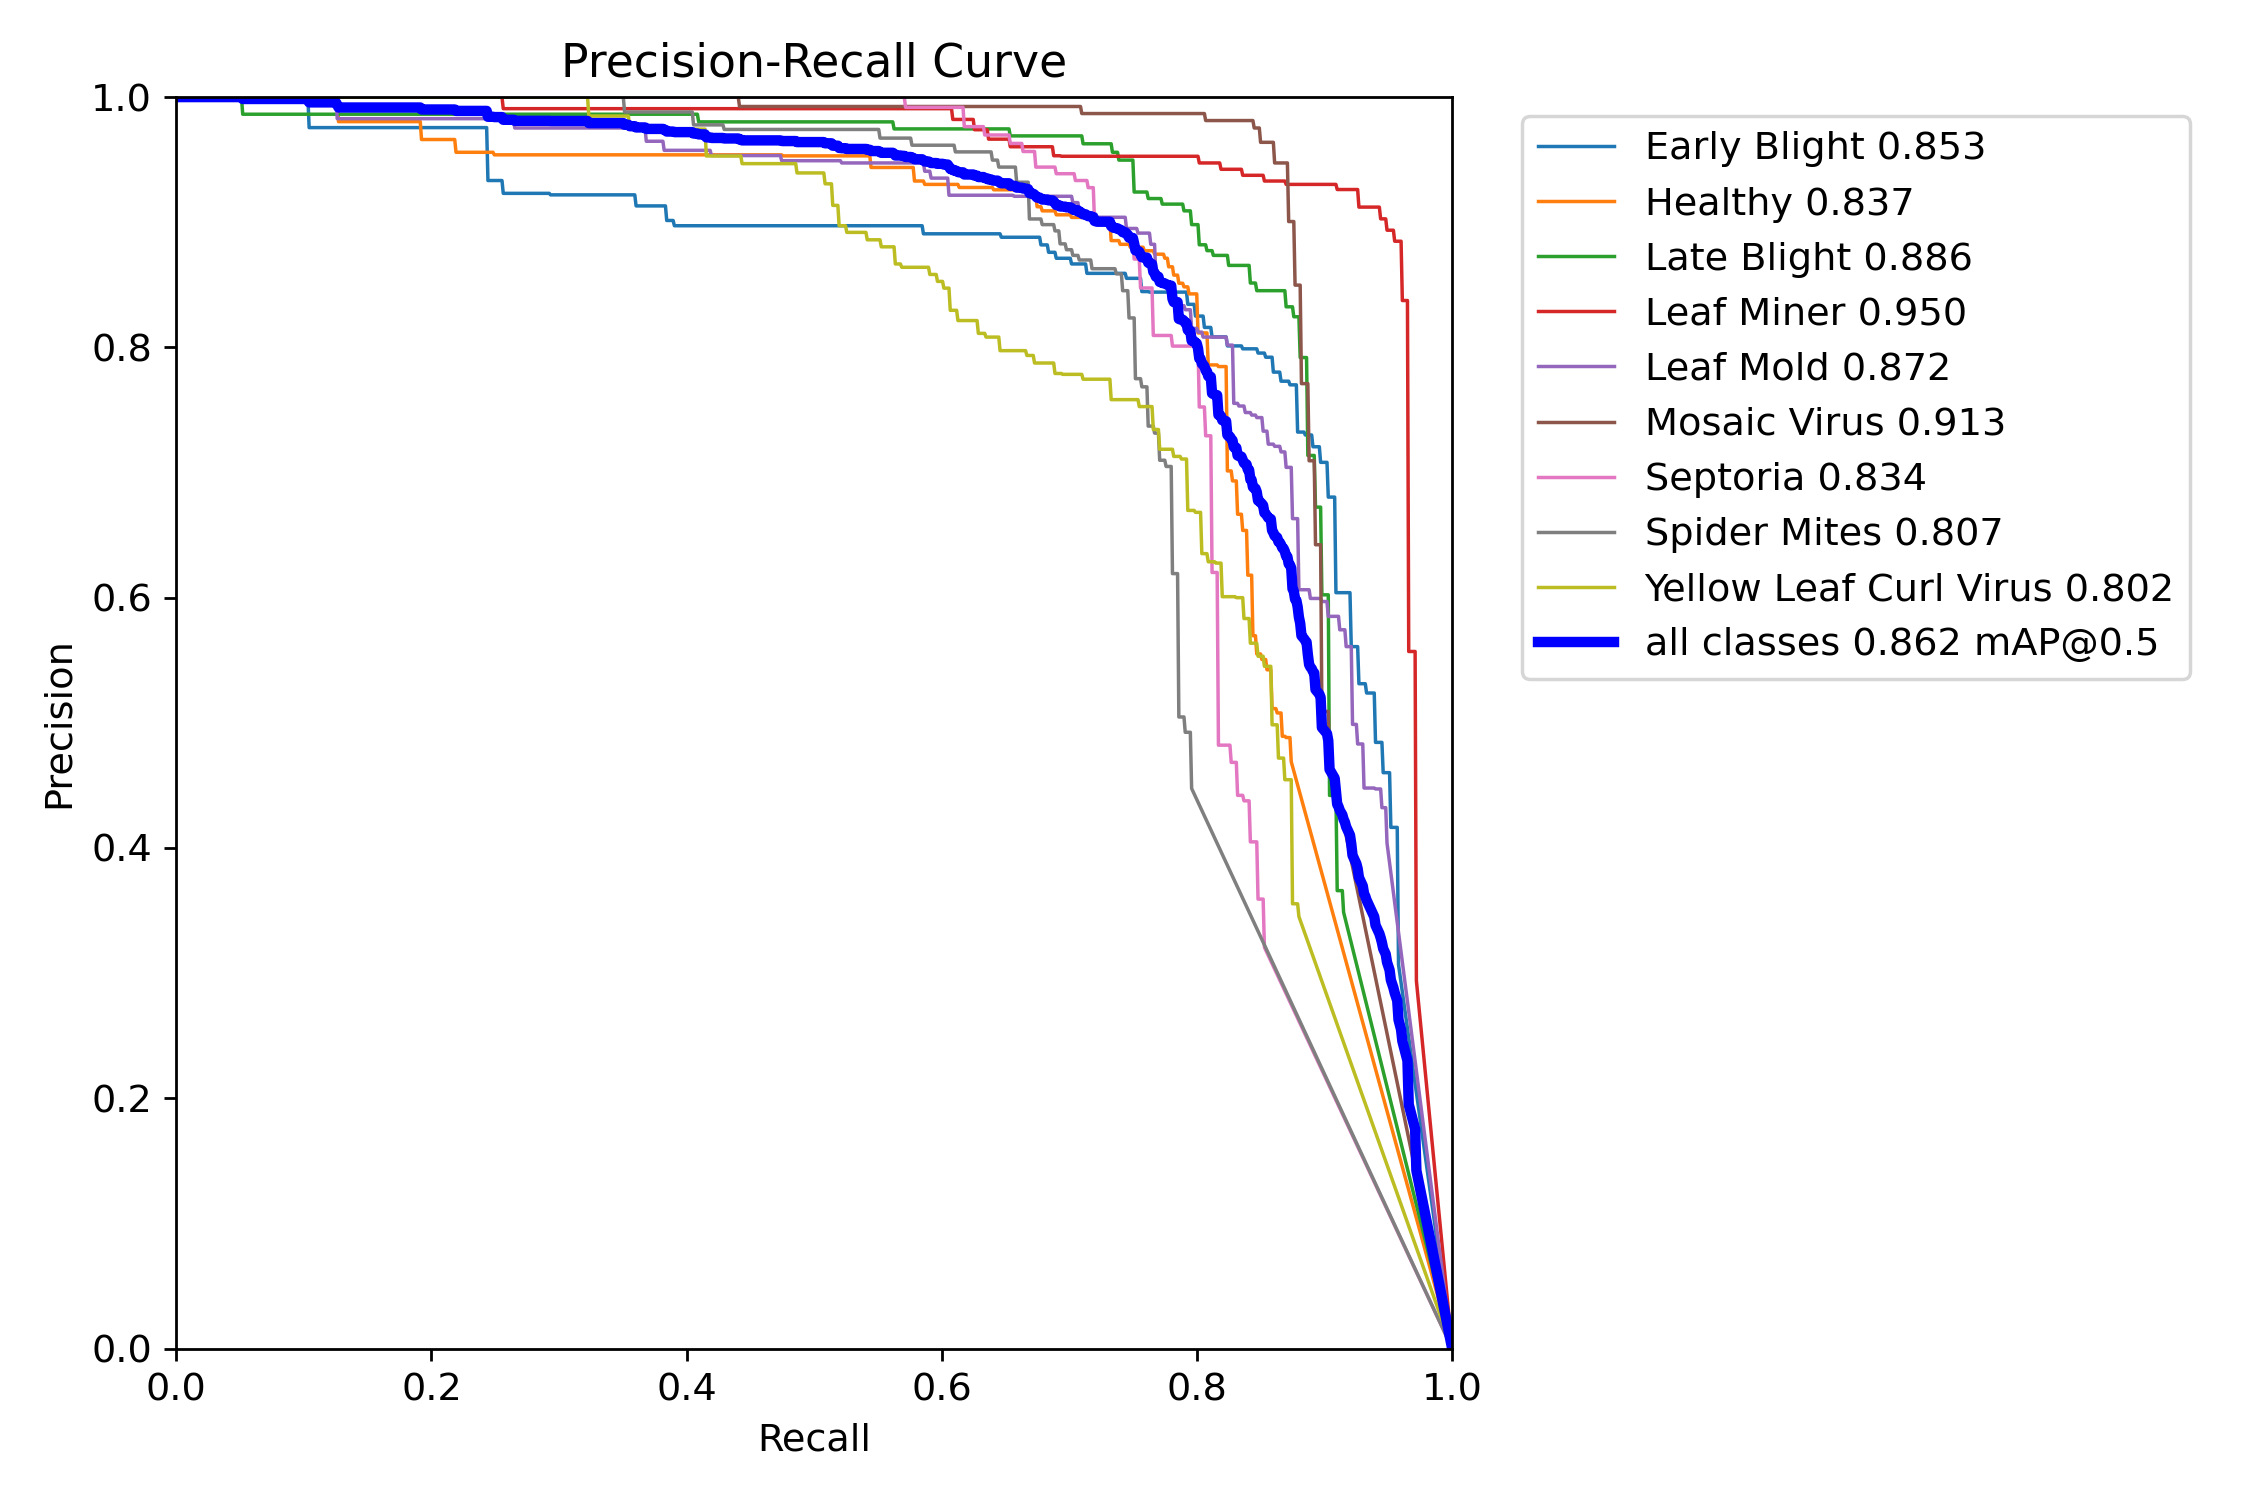 Precision-Recall Curve
1.0
0.8
0.6
0.4
0.2
0.0
Precision
0.0 0.2 0.4 0.6 0.8 1.0
Recall
Early Blight 0.853
Healthy 0.837
Late Blight 0.886
Leaf Miner 0.950
Leaf Mold 0.872
Mosaic Virus 0.913
Septoria 0.834
Spider Mites 0.807
Yellow Leaf Curl Virus 0.802
all classes 0.862 mAP@0.5